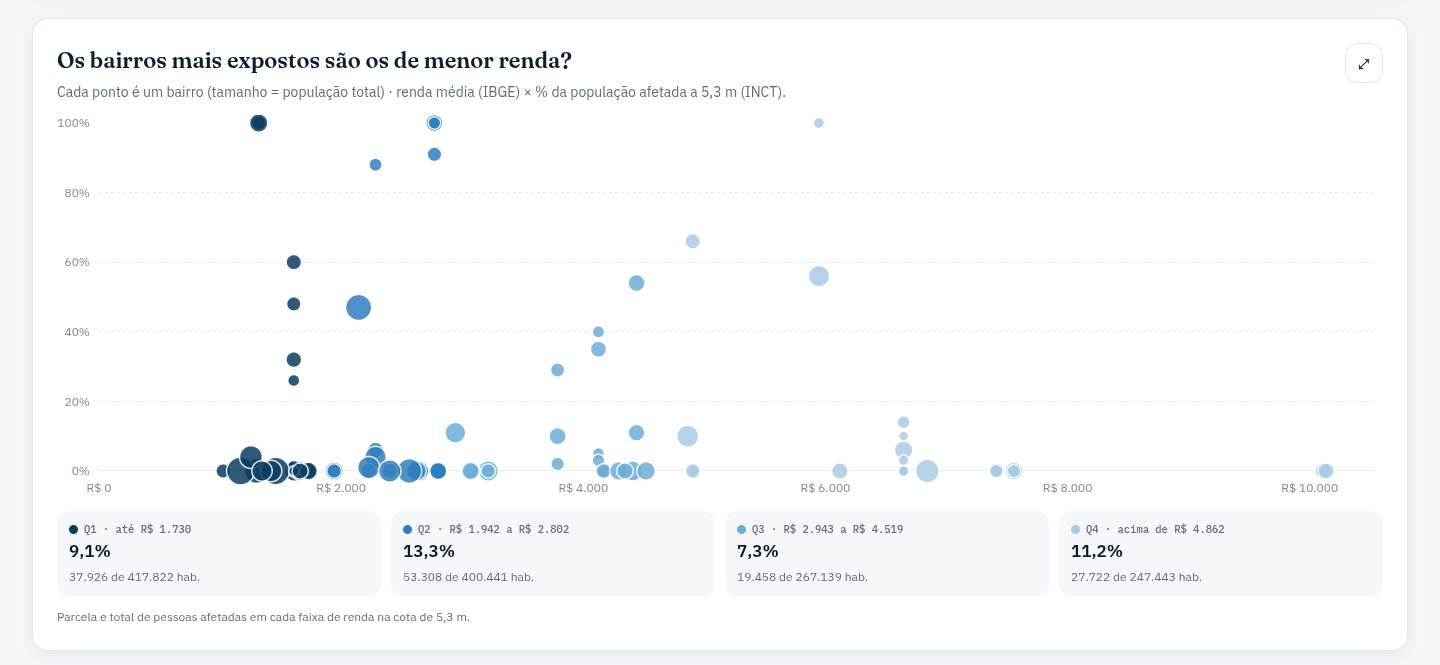 Os bairros mais expostos são os de menor renda?
Cada ponto é um bairro (tamanho = população total) · renda média (IBGE) × % da população afetada a 5,3 m (INCT).
100%
80%
60%
40%
20%
0%
R$ 0
R$ 2.000
R$ 4.000
R$ 6.000
R$ 8.000
R$ 10.000
Q1 · até R$ 1.730
9,1%
37.926 de 417.822 hab.
Q2 · R$ 1.942 a R$ 2.802
13,3%
53.308 de 400.441 hab.
Q3 · R$ 2.943 a R$ 4.519
7,3%
19.458 de 267.139 hab.
Q4 · acima de R$ 4.862
11,2%
27.722 de 247.443 hab.
Parcela e total de pessoas afetadas em cada faixa de renda na cota de 5,3 m.